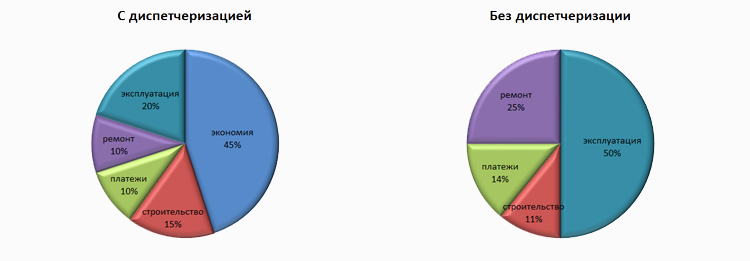 С диспетчеризацией
экономия
45%
строительство
15%
платежи
10%
ремонт
10%
эксплуатация
20%
Без диспетчеризации
эксплуатация
50%
строительство
11%
платежи
14%
ремонт
25%